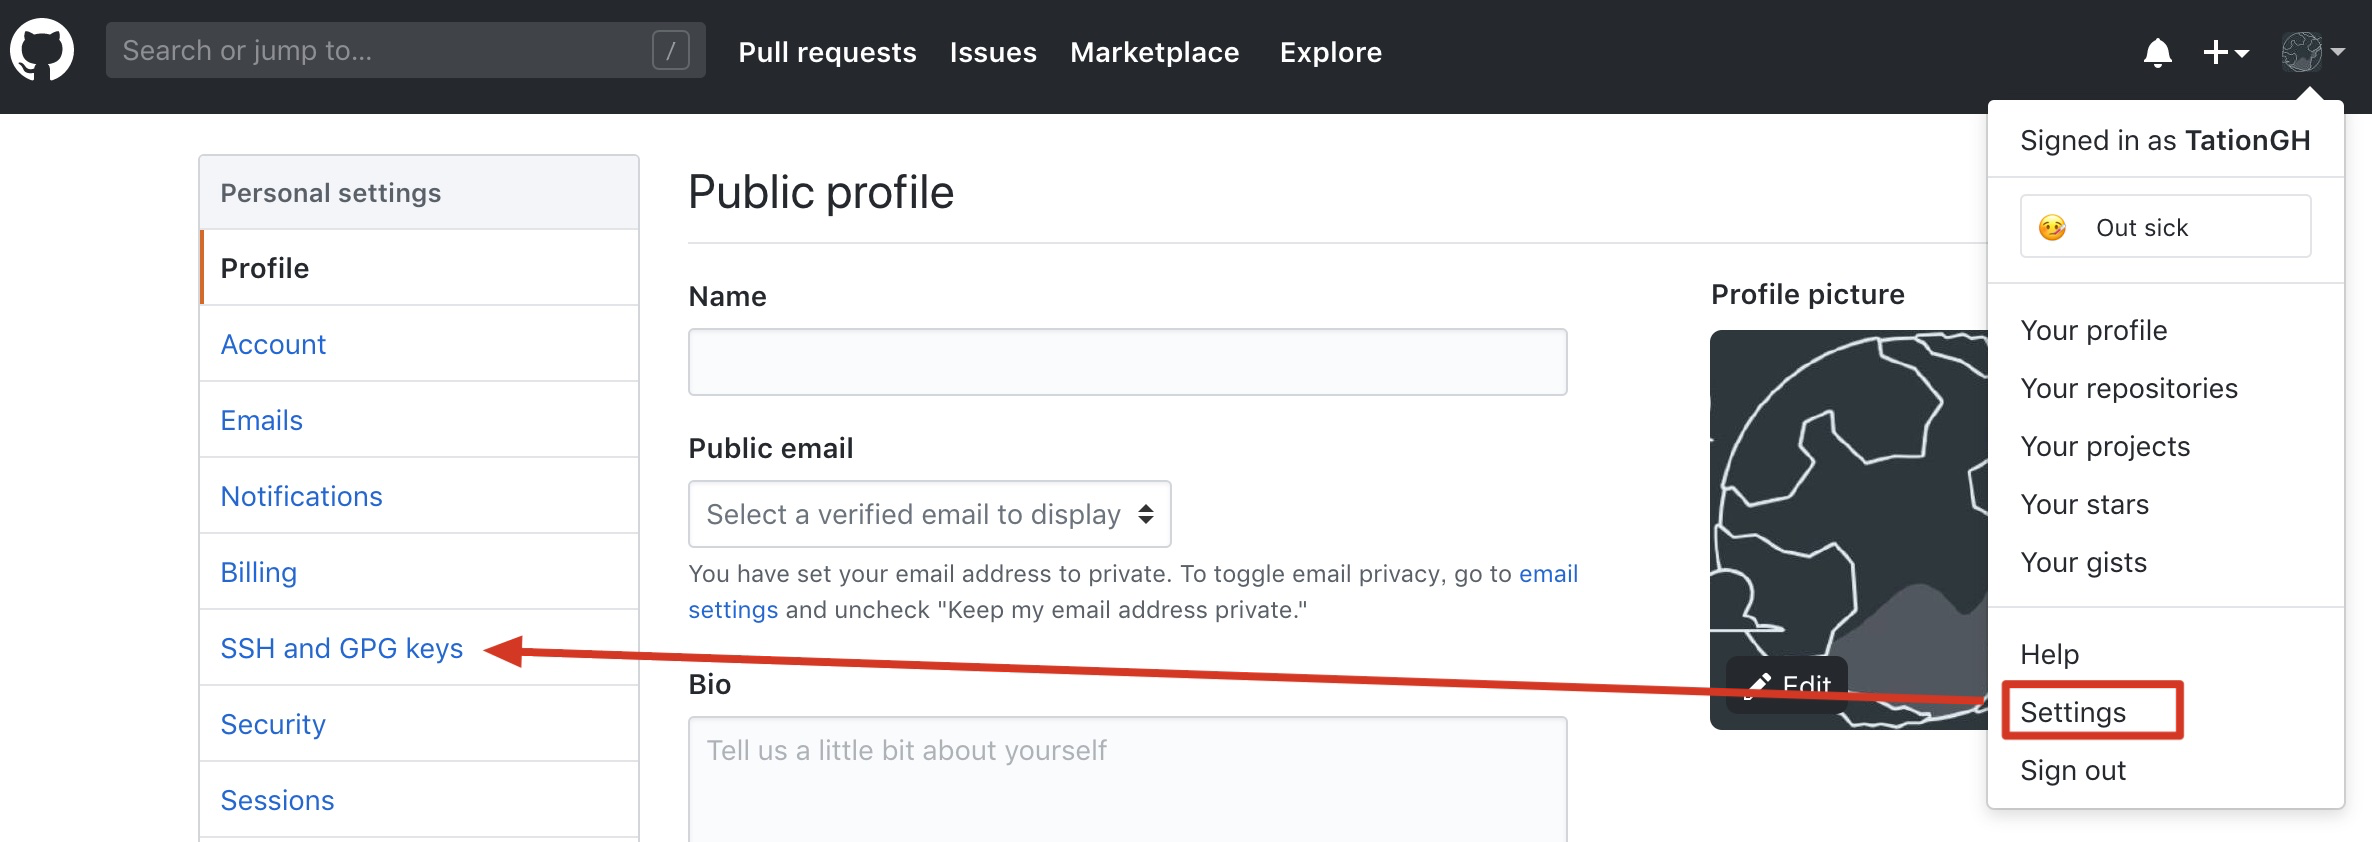 Search or jump to... /
Pull requests
Issues
Marketplace
Explore
Personal settings
Profile
Account
Emails
Notifications
Billing
SSH and GPG keys
Security
Sessions
Public profile
Name
Public email
Select a verified email to display
You have set your email address to private. To toggle email privacy, go to email
settings and uncheck "Keep my email address private."
Bio
Tell us a little bit about yourself
Profile picture
Edit
Signed in as TationGH
Out sick
Your profile
Your repositories
Your projects
Your stars
Your gists
Help
Settings
Sign out